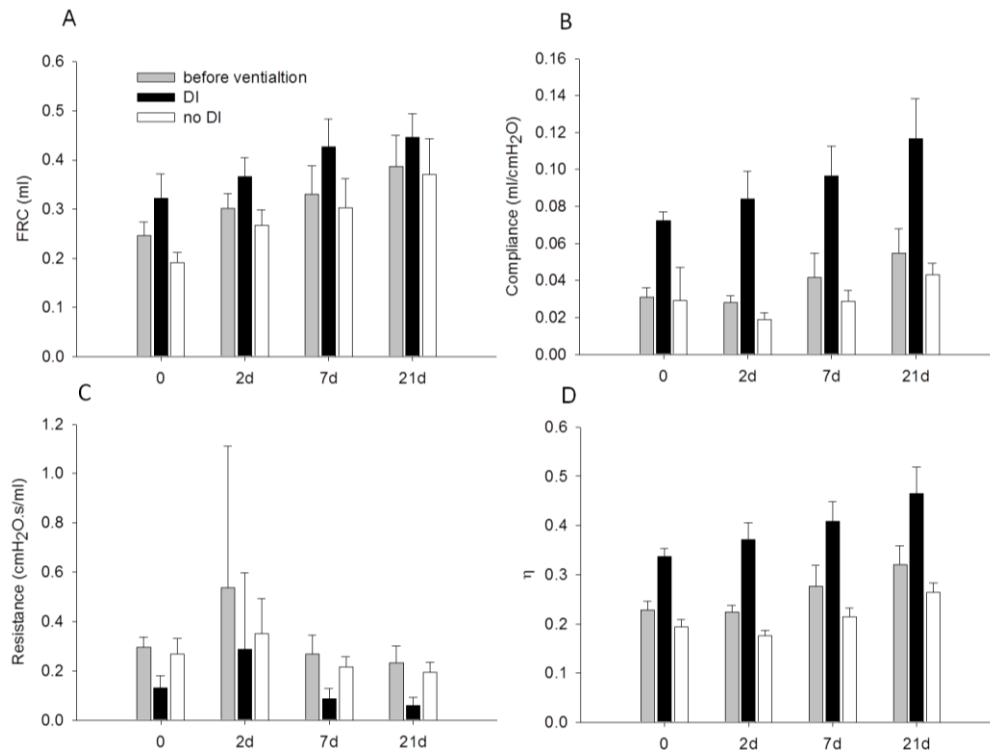 A
FRC (ml)
0.6
0.5
0.4
0.3
0.2
0.1
0.0
before ventialtion
DI
no DI
0 2d 7d 21d
B
Compliance (ml/cmH₂O)
0.16
0.14
0.12
0.10
0.08
0.06
0.04
0.02
0.00
0 2d 7d 21d
C
Resistance (cmH₂O.s/ml)
1.2
1.0
0.8
0.6
0.4
0.2
0.0
0 2d 7d 21d
D
η
0.6
0.5
0.4
0.3
0.2
0.1
0.0
0 2d 7d 21d